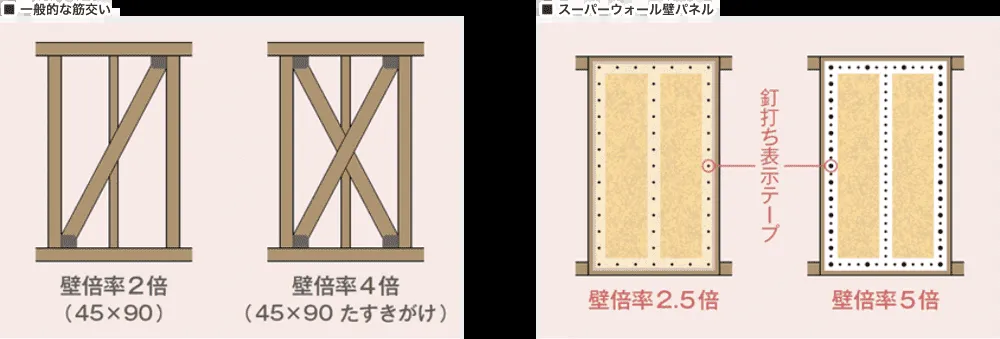 ■ 一般的な筋交い
壁倍率2倍
（45×90）
壁倍率4倍
（45×90 たすきがけ）
■ スーパーウォール壁パネル
釘打ち表示テープ
壁倍率2.5倍
壁倍率5倍